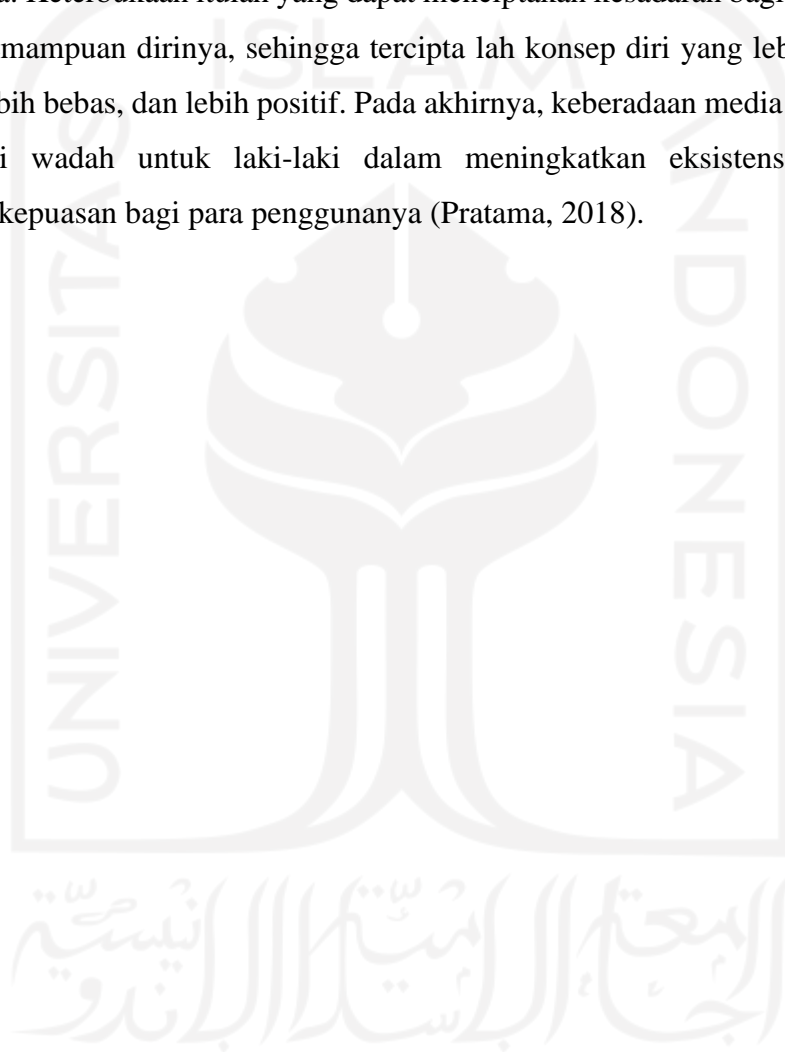 Keterbukaan itulah yang dapat menciptakan kesadaran bagi
mampuan dirinya, sehingga tercipta lah konsep diri yang leb
bih bebas, dan lebih positif. Pada akhirnya, keberadaan media
i wadah untuk laki-laki dalam meningkatkan eksistens
kepuasan bagi para penggunanya (Pratama, 2018).
ISLAM
UNIVERSITAS
INDONESIA